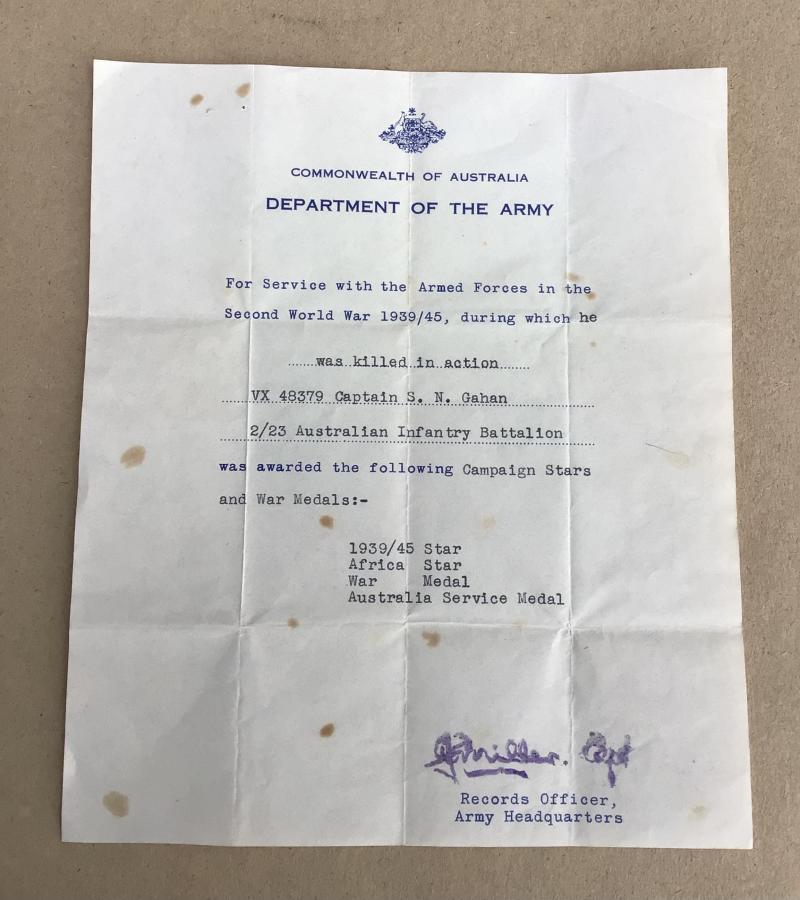 COMMONWEALTH OF AUSTRALIA
DEPARTMENT OF THE ARMY
For Service with the Armed Forces in the
Second World War 1939/45, during which he
was killed in action
VX 48379 Captain S. N. Gahan
2/23 Australian Infantry Battalion
was awarded the following Campaign Stars
and War Medals:-
1939/45 Star
Africa Star
War Medal
Australia Service Medal
Records Officer,
Army Headquarters